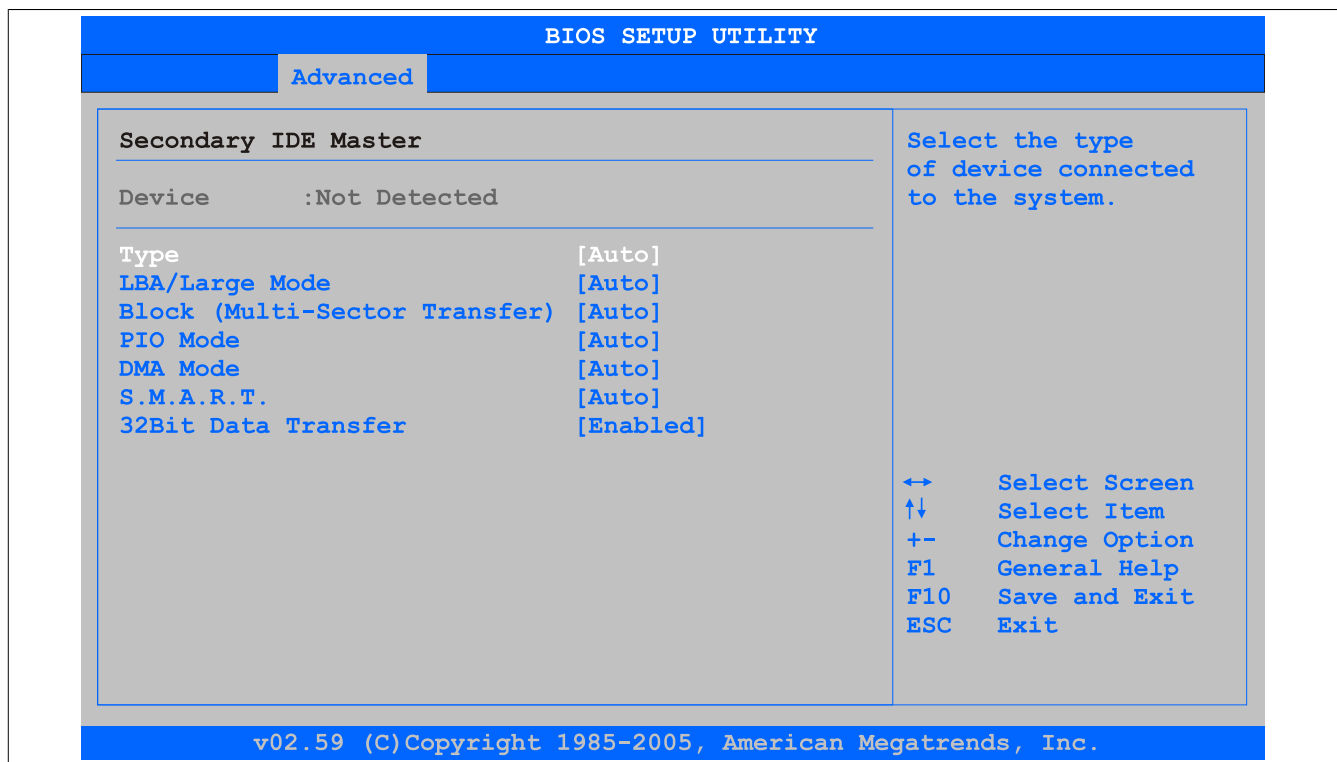 BIOS SETUP UTILITY
Advanced
Secondary IDE Master
Device :Not Detected
Type [Auto]
LBA/Large Mode [Auto]
Block (Multi-Sector Transfer) [Auto]
PIO Mode [Auto]
DMA Mode [Auto]
S.M.A.R.T. [Auto]
32Bit Data Transfer [Enabled]
Select the type
of device connected
to the system.
↔ Select Screen
↑↓ Select Item
+- Change Option
F1 General Help
F10 Save and Exit
ESC Exit
v02.59 (C)Copyright 1985-2005, American Megatrends, Inc.